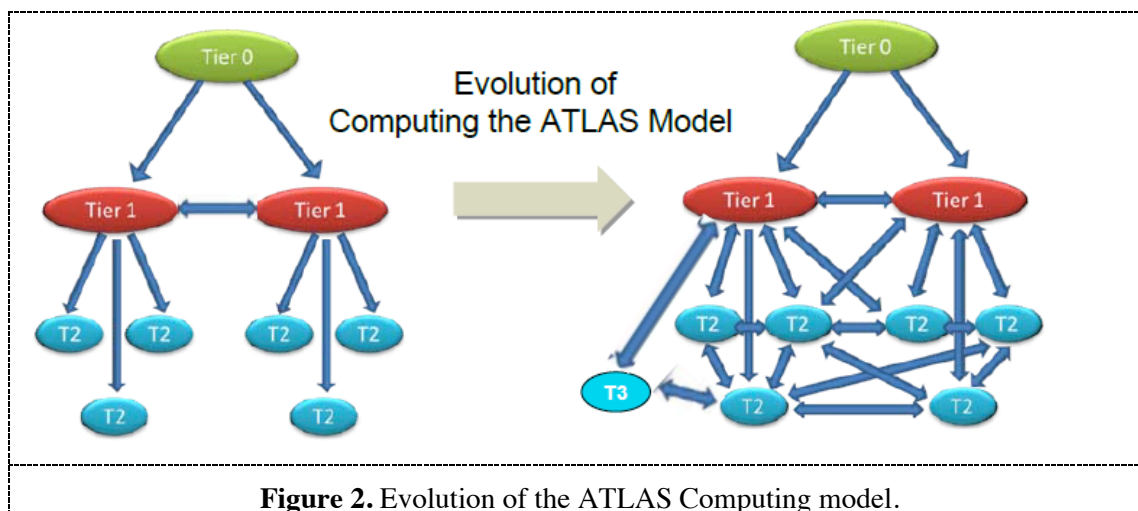 Tier 0
Evolution of
Computing the ATLAS Model
Tier 0
Tier 1
Tier 1
Tier 1
Tier 1
T2
T2
T2
T2
T2
T2
T2
T2
T2
T2
T3
T2
T2
Figure 2. Evolution of the ATLAS Computing model.